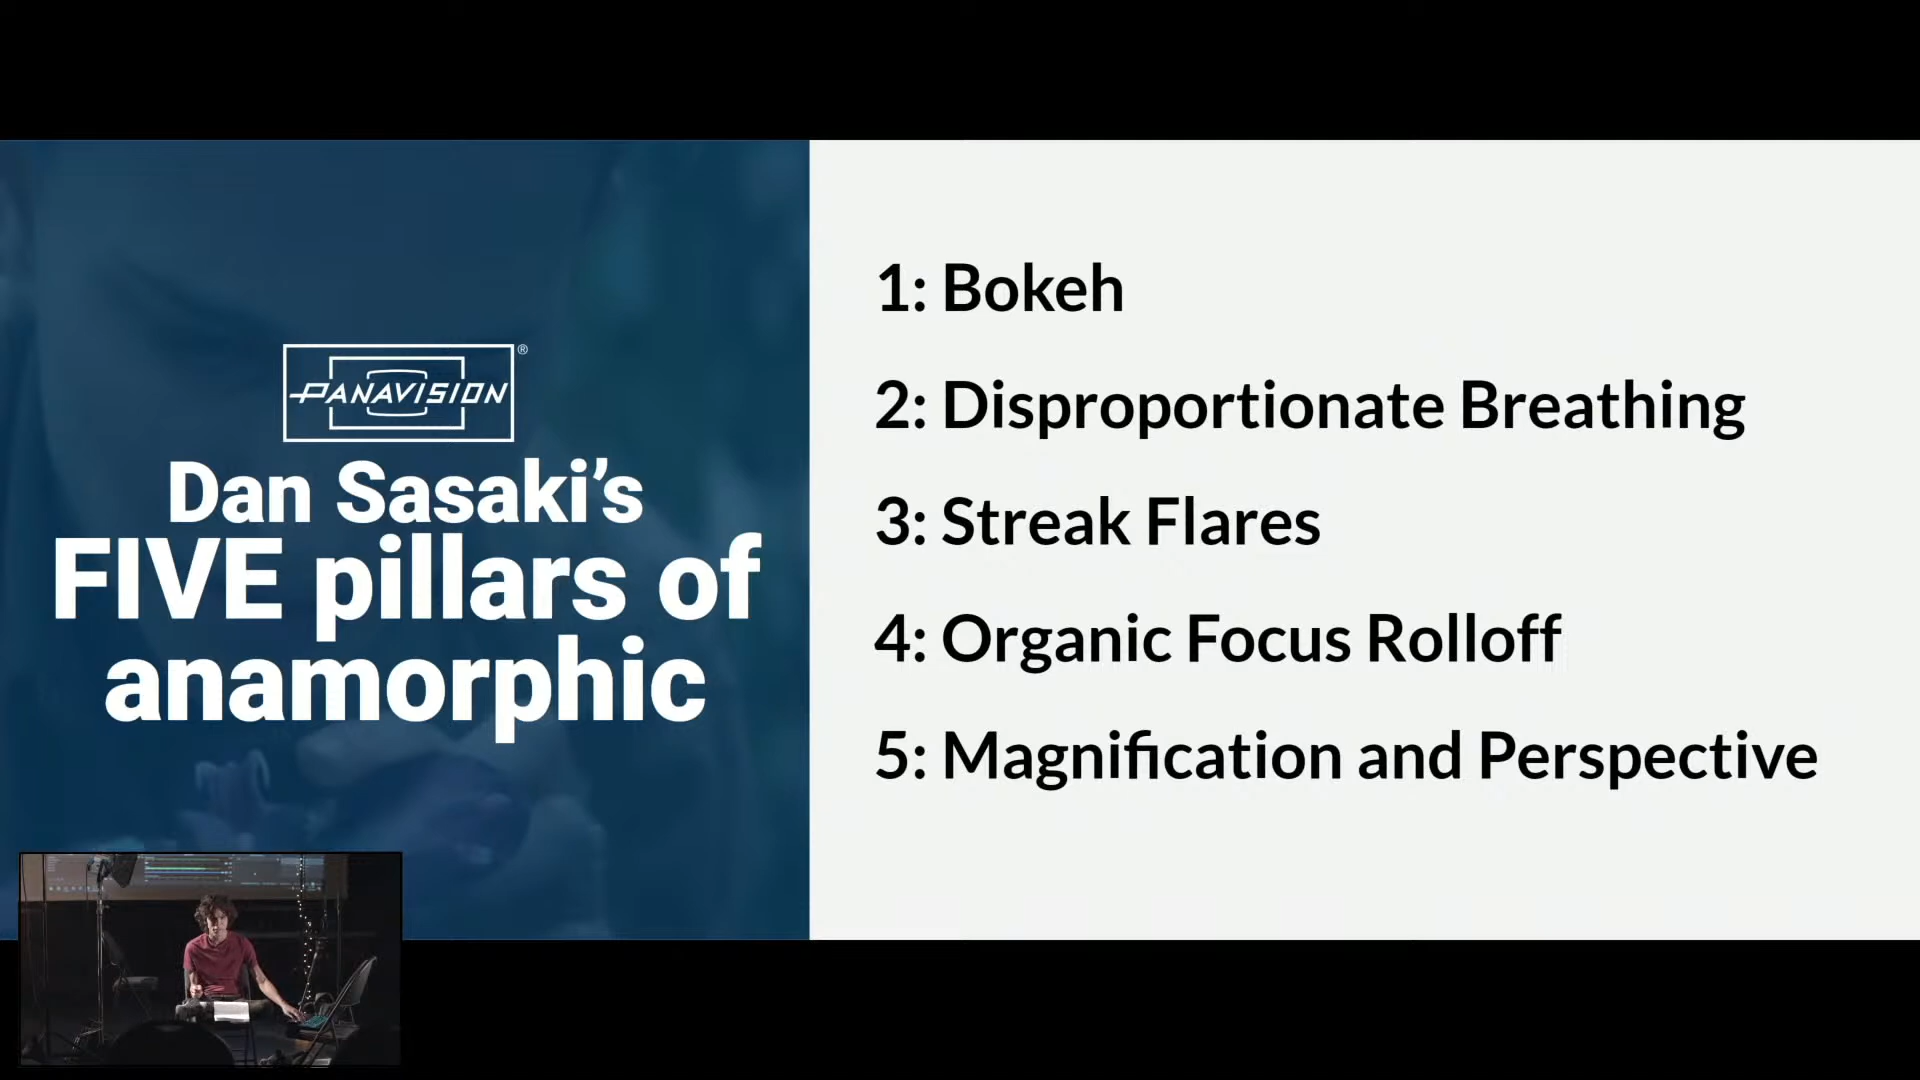 PANAVISION®
Dan Sasaki’s
FIVE pillars of
anamorphic
1: Bokeh
2: Disproportionate Breathing
3: Streak Flares
4: Organic Focus Rolloff
5: Magnification and Perspective